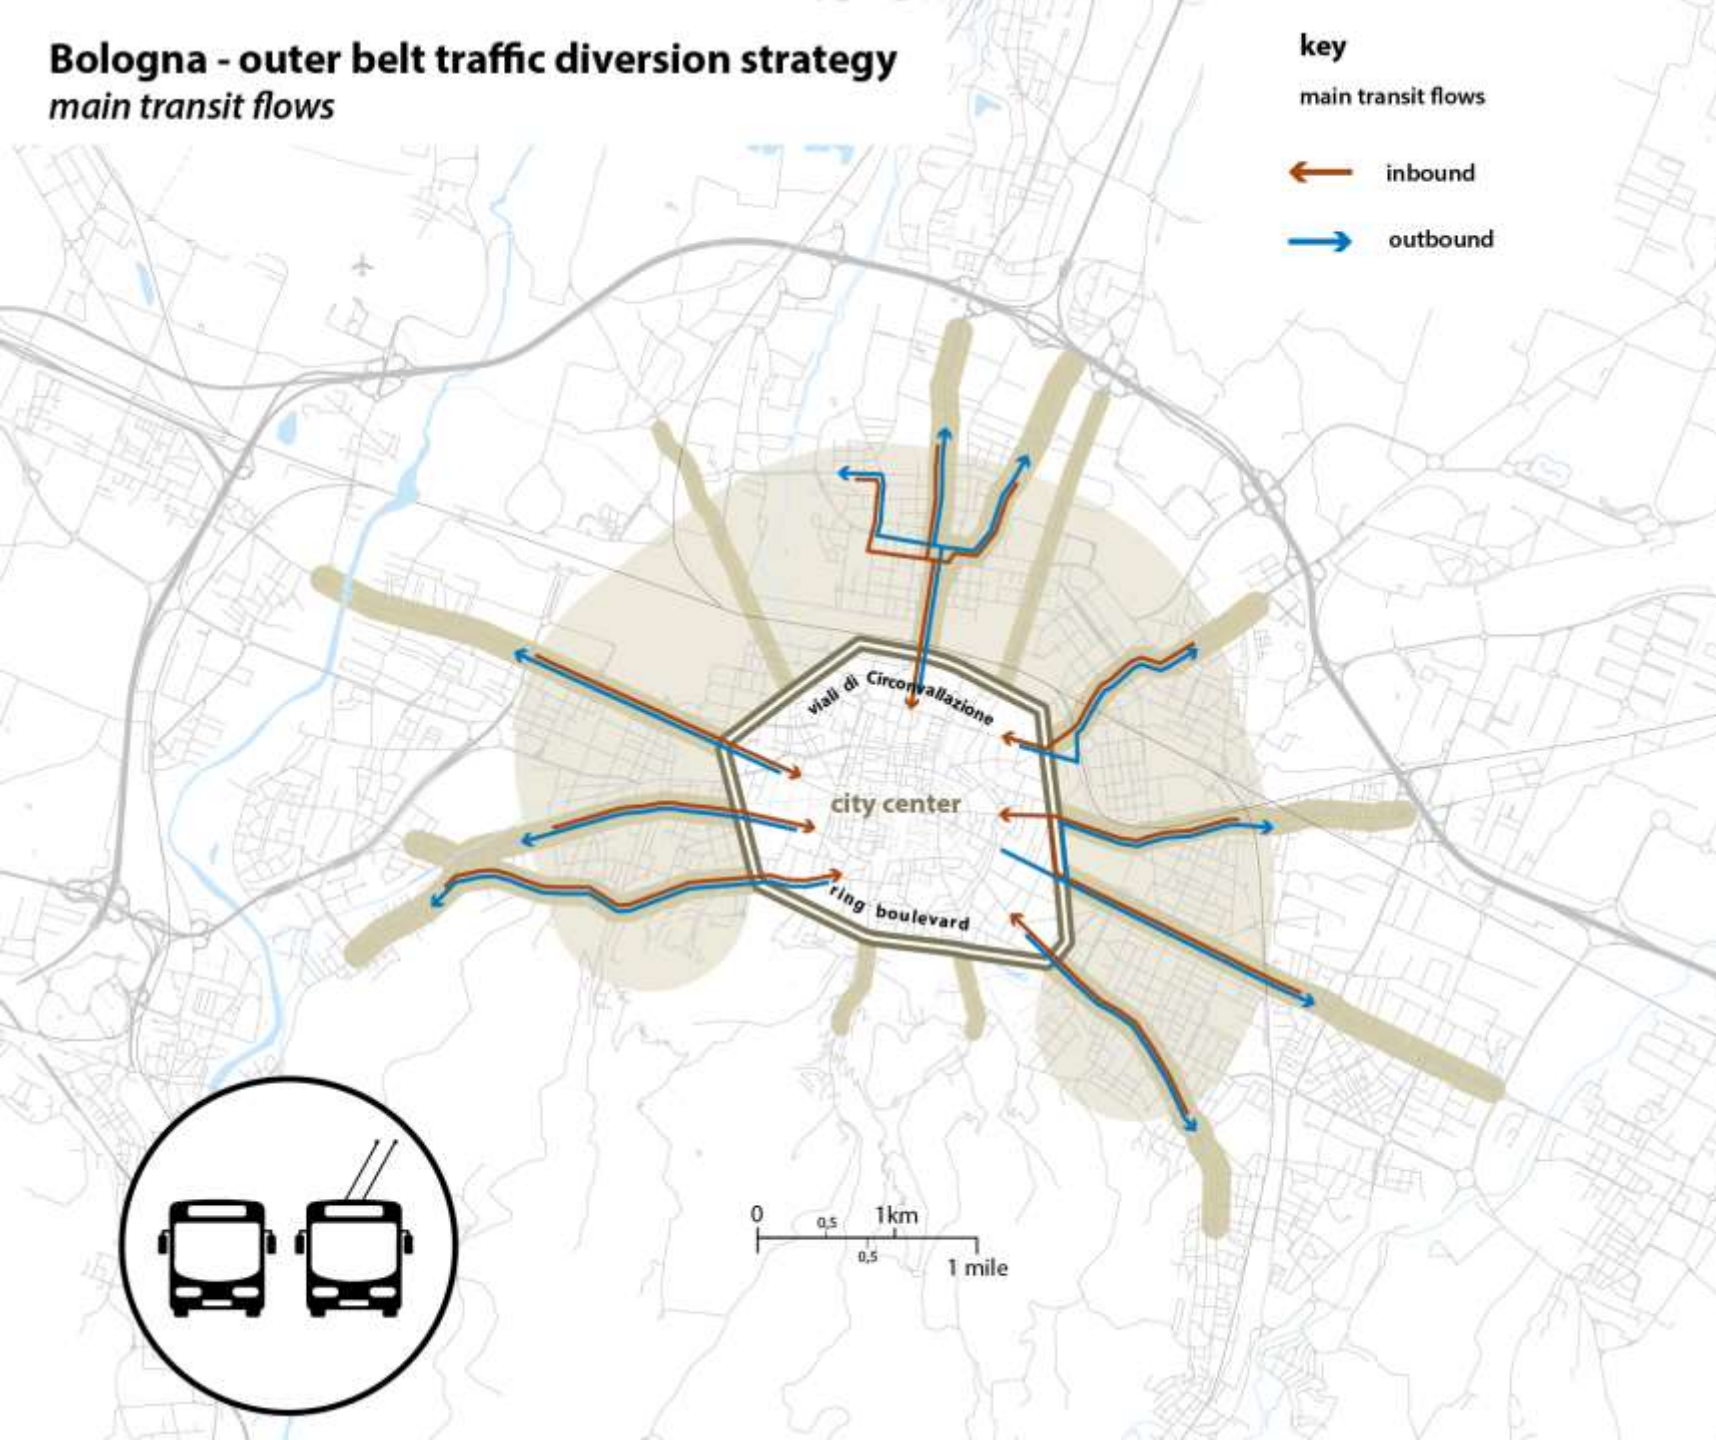 Bologna - outer belt traffic diversion strategy
main transit flows
key
main transit flows
inbound
outbound
viali di Circonvallazione
city center
ring boulevard
0 0,5 1km
0,5 1 mile